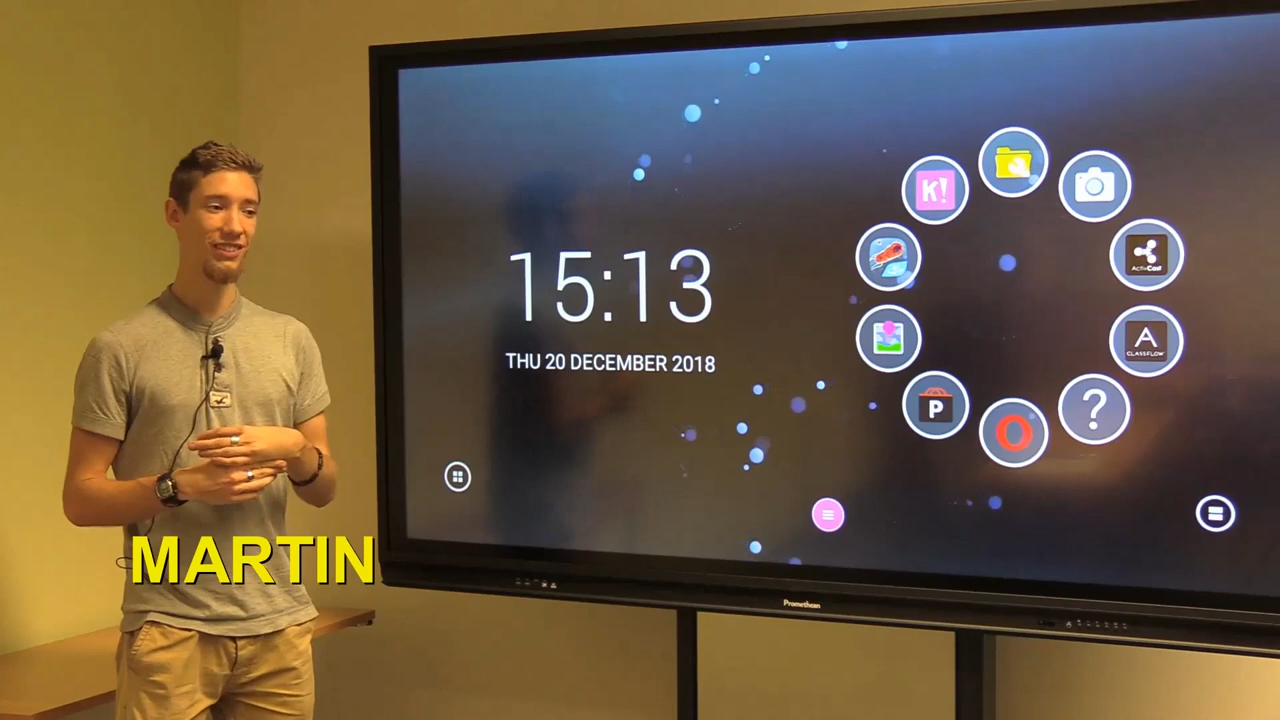 K!
ActivCast
15:13
THU 20 DECEMBER 2018
A
CLASSFLOW
P
?
MARTIN
Promethean